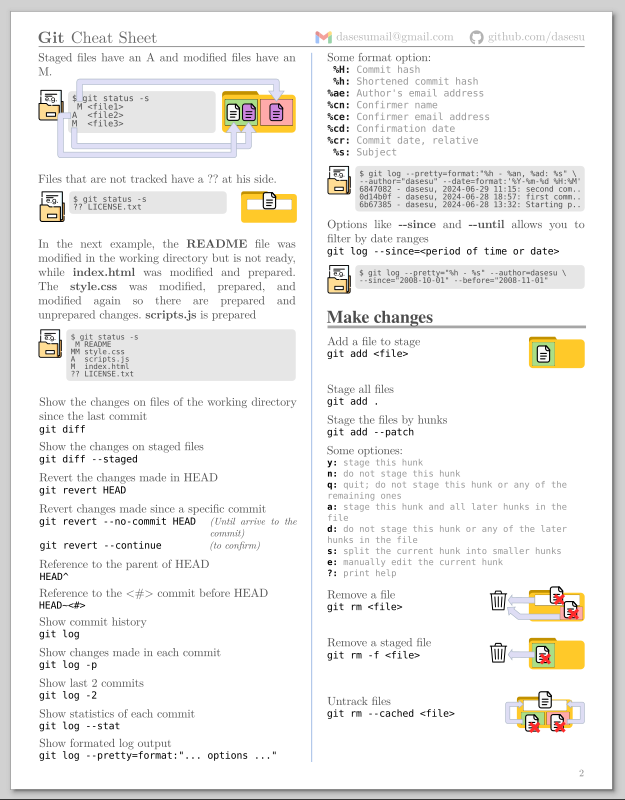 Git Cheat Sheet
dasesumail@gmail.com
github.com/dasesu
Staged files have an A and modified files have an
M.
e.g.
$ git status -s
 M <file1>
A  <file2>
M  <file3>
Files that are not tracked have a ?? at his side.
e.g.
$ git status -s
?? LICENSE.txt
In the next example, the README file was
modified in the working directory but is not ready,
while index.html was modified and prepared.
The style.css was modified, prepared, and
modified again so there are prepared and
unprepared changes. scripts.js is prepared
e.g.
$ git status -s
 M README
MM style.css
A  scripts.js
M  index.html
?? LICENSE.txt
Show the changes on files of the working directory
since the last commit
git diff
Show the changes on staged files
git diff --staged
Revert the changes made in HEAD
git revert HEAD
Revert changes made since a specific commit
git revert --no-commit HEAD (Until arrive to the
commit)
git revert --continue (to confirm)
Reference to the parent of HEAD
HEAD^
Reference to the <#> commit before HEAD
HEAD~<#>
Show commit history
git log
Show changes made in each commit
git log -p
Show last 2 commits
git log -2
Show statistics of each commit
git log --stat
Show formated log output
git log --pretty=format:"... options ..."
Some format option:
%H: Commit hash
%h: Shortened commit hash
%ae: Author's email address
%cn: Confirmer name
%ce: Confirmer email address
%cd: Confirmation date
%cr: Commit date, relative
%s: Subject
e.g.
$ git log --pretty=format:"%h - %an, %ad: %s" \
--author="dasesu" --date=format:'%Y-%m-%d %H:%M'
6847082 - dasesu, 2024-06-29 11:15: second com..
0d14b0f - dasesu, 2024-06-28 18:57: first comm..
6b67385 - dasesu, 2024-06-28 13:32: Starting p..
Options like --since and --until allows you to
filter by date ranges
git log --since=<period of time or date>
e.g.
$ git log --pretty="%h - %s" --author=dasesu \
--since="2008-10-01" --before="2008-11-01"
Make changes
Add a file to stage
git add <file>
Stage all files
git add .
Stage the files by hunks
git add --patch
Some optiones:
y: stage this hunk
n: do not stage this hunk
q: quit; do not stage this hunk or any of the
remaining ones
a: stage this hunk and all later hunks in the
file
d: do not stage this hunk or any of the later
hunks in the file
s: split the current hunk into smaller hunks
e: manually edit the current hunk
?: print help
Remove a file
git rm <file>
Remove a staged file
git rm -f <file>
Untrack files
git rm --cached <file>
2